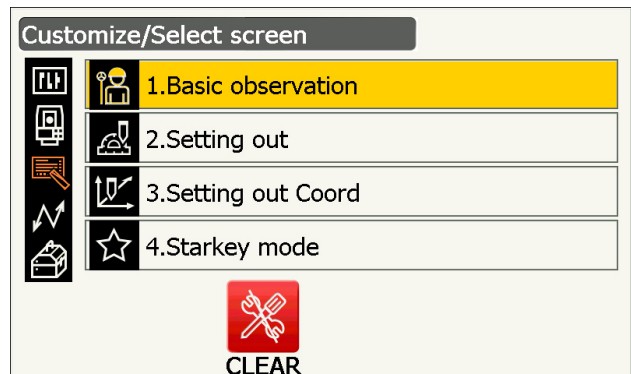 Customize/Select screen
1.Basic observation
2.Setting out
3.Setting out Coord
4.Starkey mode
CLEAR